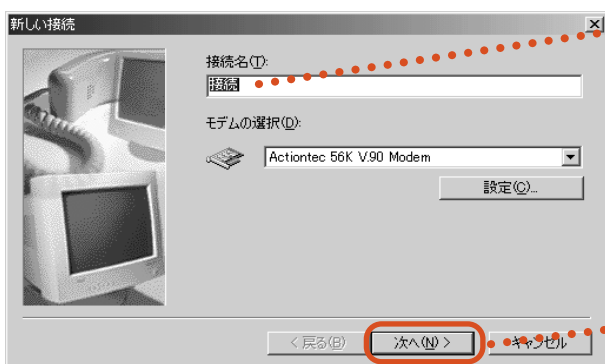 新しい接続
接続名(T):
接続
モデムの選択(D):
Actiontec 56K V.90 Modem
設定(C)...
< 戻る(B)
次へ(N) >
キャンセル